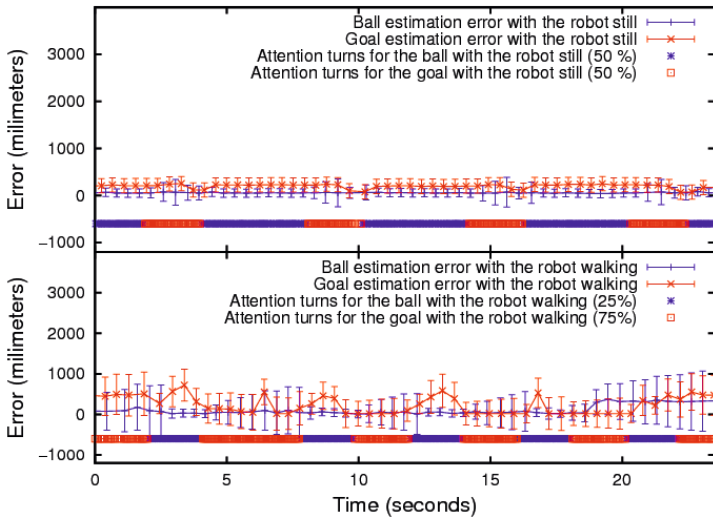 Ball estimation error with the robot still
Goal estimation error with the robot still
Attention turns for the ball with the robot still (50 %)
Attention turns for the goal with the robot still (50 %)
3000
2000
1000
0
−1000
Error (milimeters)
Ball estimation error with the robot walking
Goal estimation error with the robot walking
Attention turns for the ball with the robot walking (25%)
Attention turns for the goal with the robot walking (75%)
3000
2000
1000
0
−1000
Error (milimeters)
0 5 10 15 20
Time (seconds)